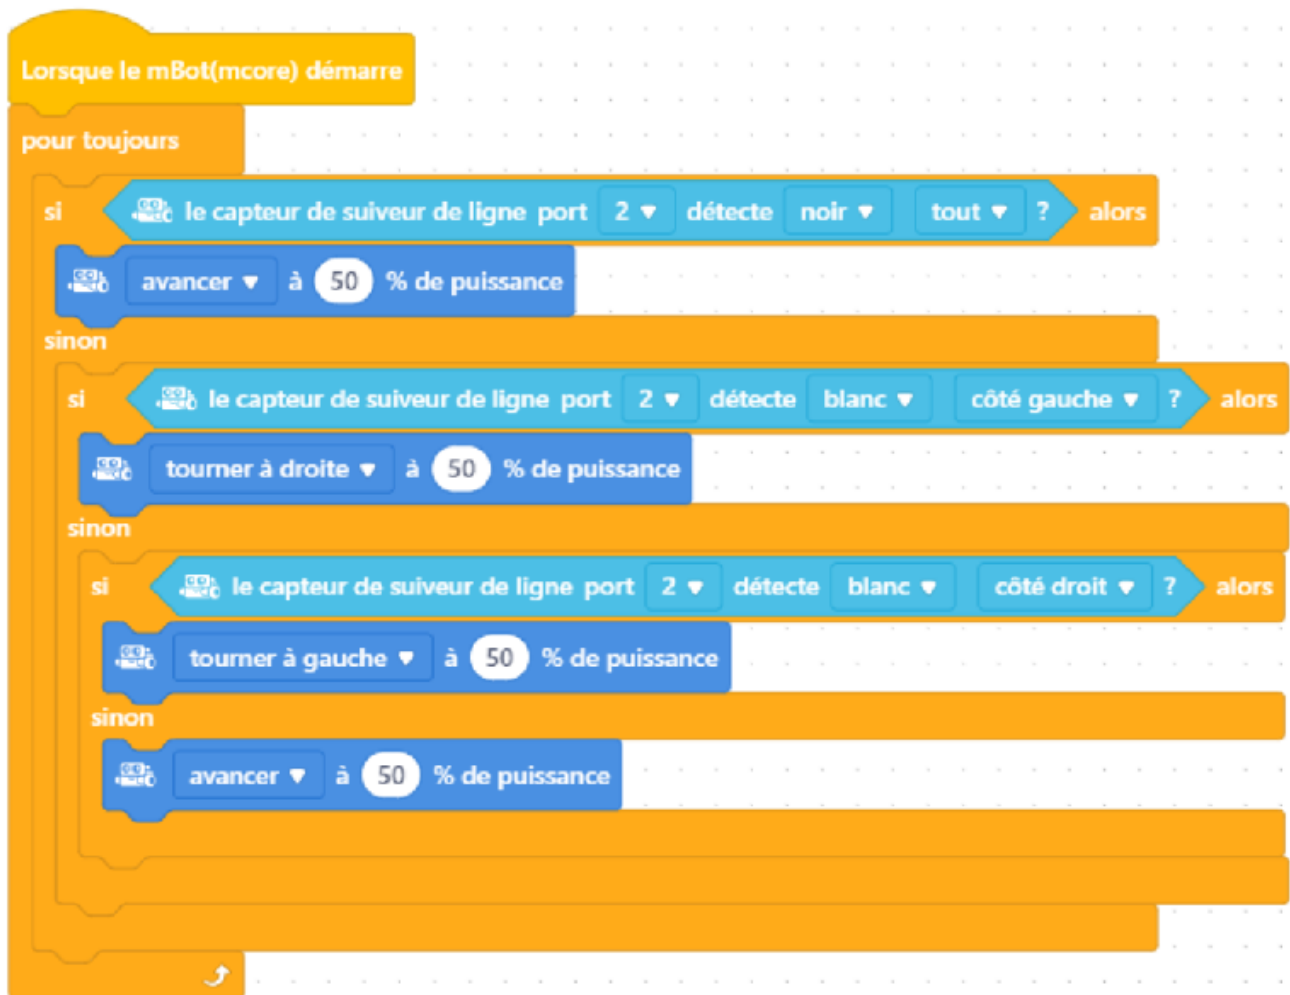 Lorsque le mBot(mcore) démarre
pour toujours
si le capteur de suiveur de ligne port 2 détecte noir tout ? alors
avancer à 50 % de puissance
sinon
si le capteur de suiveur de ligne port 2 détecte blanc côté gauche ? alors
tourner à droite à 50 % de puissance
sinon
si le capteur de suiveur de ligne port 2 détecte blanc côté droit ? alors
tourner à gauche à 50 % de puissance
sinon
avancer à 50 % de puissance